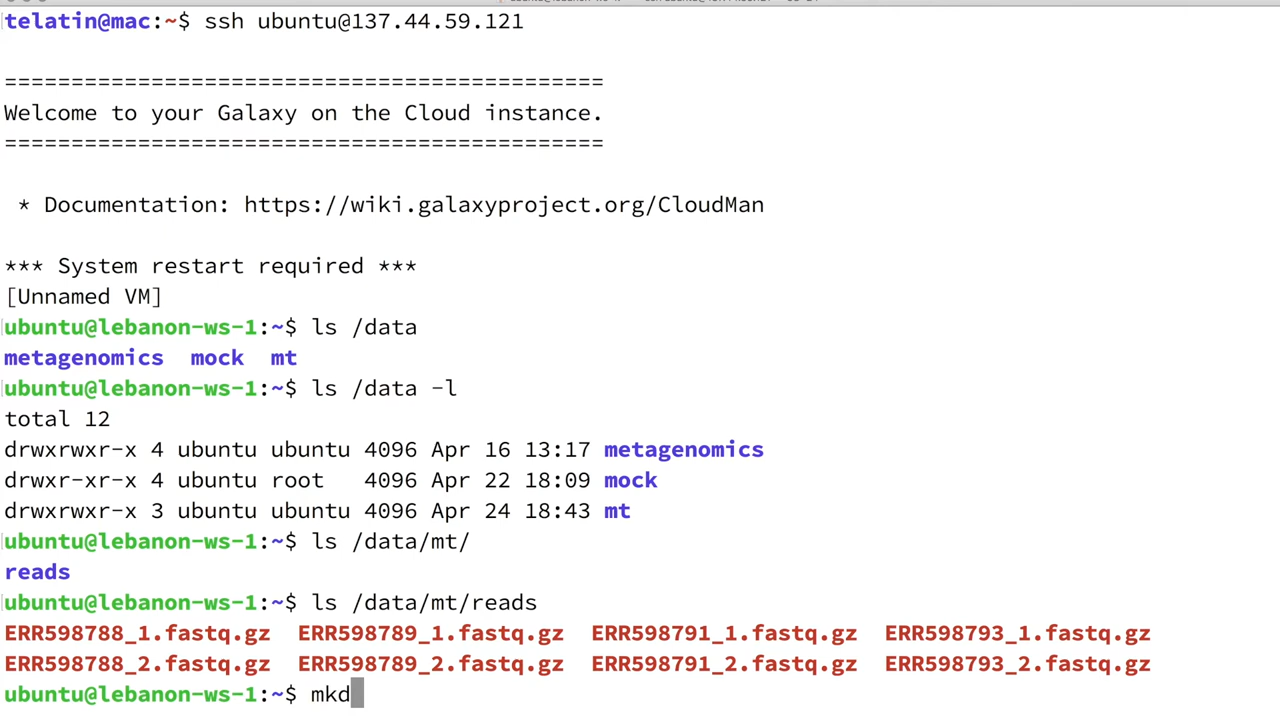 telatin@mac:~$ ssh ubuntu@137.44.59.121
=============================================
Welcome to your Galaxy on the Cloud instance.
=============================================
* Documentation: https://wiki.galaxyproject.org/CloudMan
*** System restart required ***
[Unnamed VM]
ubuntu@lebanon-ws-1:~$ ls /data
metagenomics mock mt
ubuntu@lebanon-ws-1:~$ ls /data -l
total 12
drwxrwxr-x 4 ubuntu ubuntu 4096 Apr 16 13:17 metagenomics
drwxr-xr-x 4 ubuntu root 4096 Apr 22 18:09 mock
drwxrwxr-x 3 ubuntu ubuntu 4096 Apr 24 18:43 mt
ubuntu@lebanon-ws-1:~$ ls /data/mt/
reads
ubuntu@lebanon-ws-1:~$ ls /data/mt/reads
ERR598788_1.fastq.gz ERR598789_1.fastq.gz ERR598791_1.fastq.gz ERR598793_1.fastq.gz
ERR598788_2.fastq.gz ERR598789_2.fastq.gz ERR598791_2.fastq.gz ERR598793_2.fastq.gz
ubuntu@lebanon-ws-1:~$ mkd